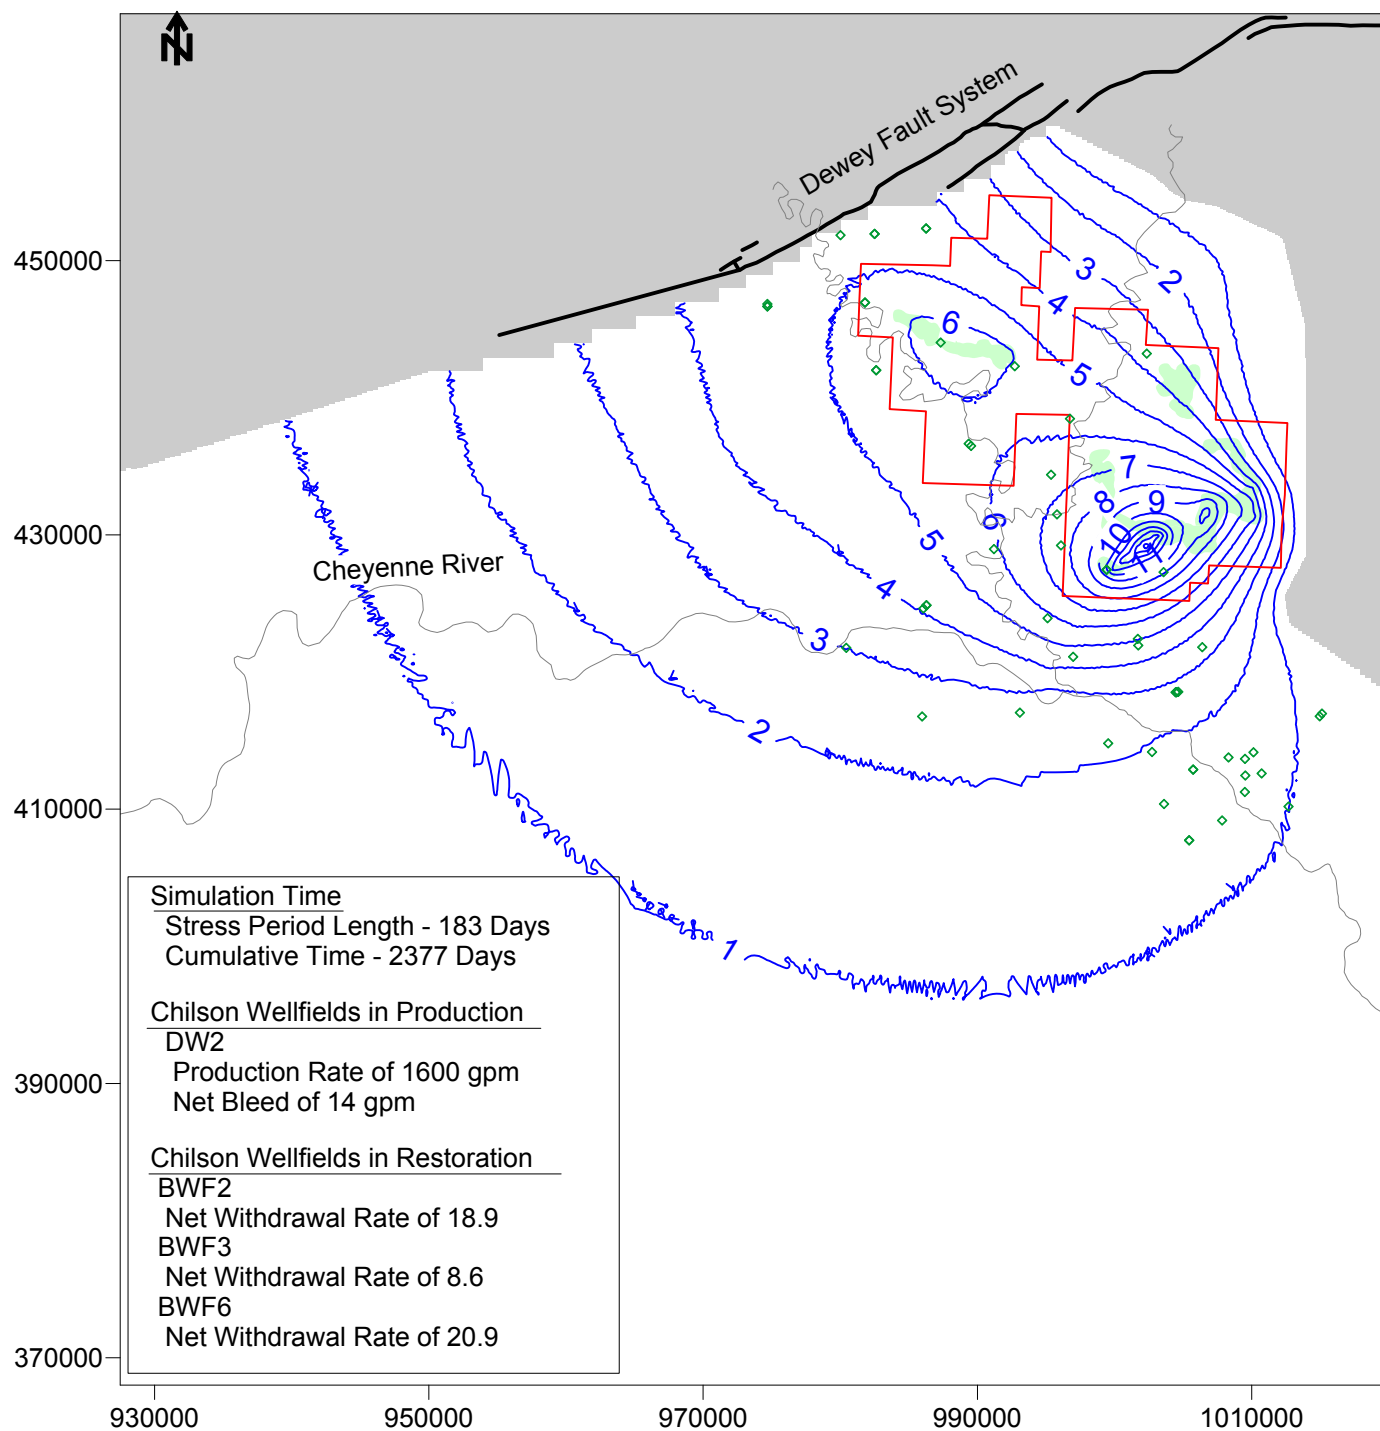 N
Dewey Fault System
450000
3
2
4
6
5
7
8
9
430000
6
10
11
5
Cheyenne River
4
3
2
410000
1
Simulation Time
Stress Period Length - 183 Days
Cumulative Time - 2377 Days
Chilson Wellfields in Production
DW2
Production Rate of 1600 gpm
Net Bleed of 14 gpm
390000
Chilson Wellfields in Restoration
BWF2
Net Withdrawal Rate of 18.9
BWF3
Net Withdrawal Rate of 8.6
BWF6
Net Withdrawal Rate of 20.9
370000
930000
950000
970000
990000
1010000